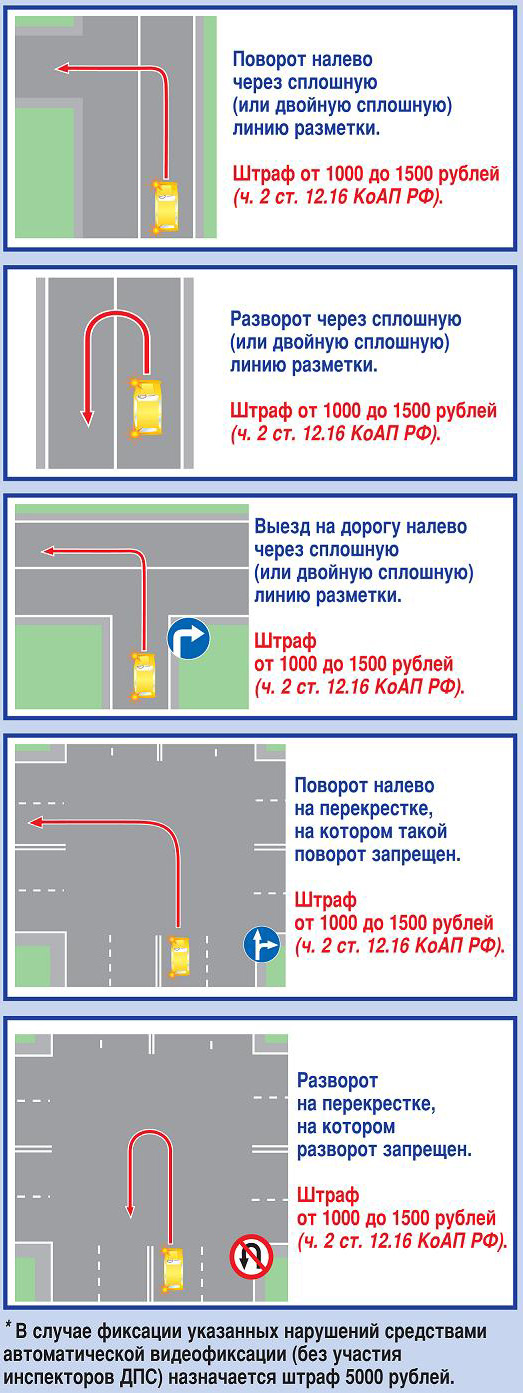 Поворот налево
через сплошную
(или двойную сплошную)
линию разметки.
Штраф от 1000 до 1500 рублей
(ч. 2 ст. 12.16 КоАП РФ).
Разворот через сплошную
(или двойную сплошную)
линию разметки.
Штраф от 1000 до 1500 рублей
(ч. 2 ст. 12.16 КоАП РФ).
Выезд на дорогу налево
через сплошную
(или двойную сплошную)
линию разметки.
Штраф
от 1000 до 1500 рублей
(ч. 2 ст. 12.16 КоАП РФ).
Поворот налево
на перекрестке,
на котором такой
поворот запрещен.
Штраф
от 1000 до 1500 рублей
(ч. 2 ст. 12.16 КоАП РФ).
Разворот
на перекрестке,
на котором
разворот запрещен.
Штраф
от 1000 до 1500 рублей
(ч. 2 ст. 12.16 КоАП РФ).
* В случае фиксации указанных нарушений средствами
автоматической видеофиксации (без участия
инспекторов ДПС) назначается штраф 5000 рублей.